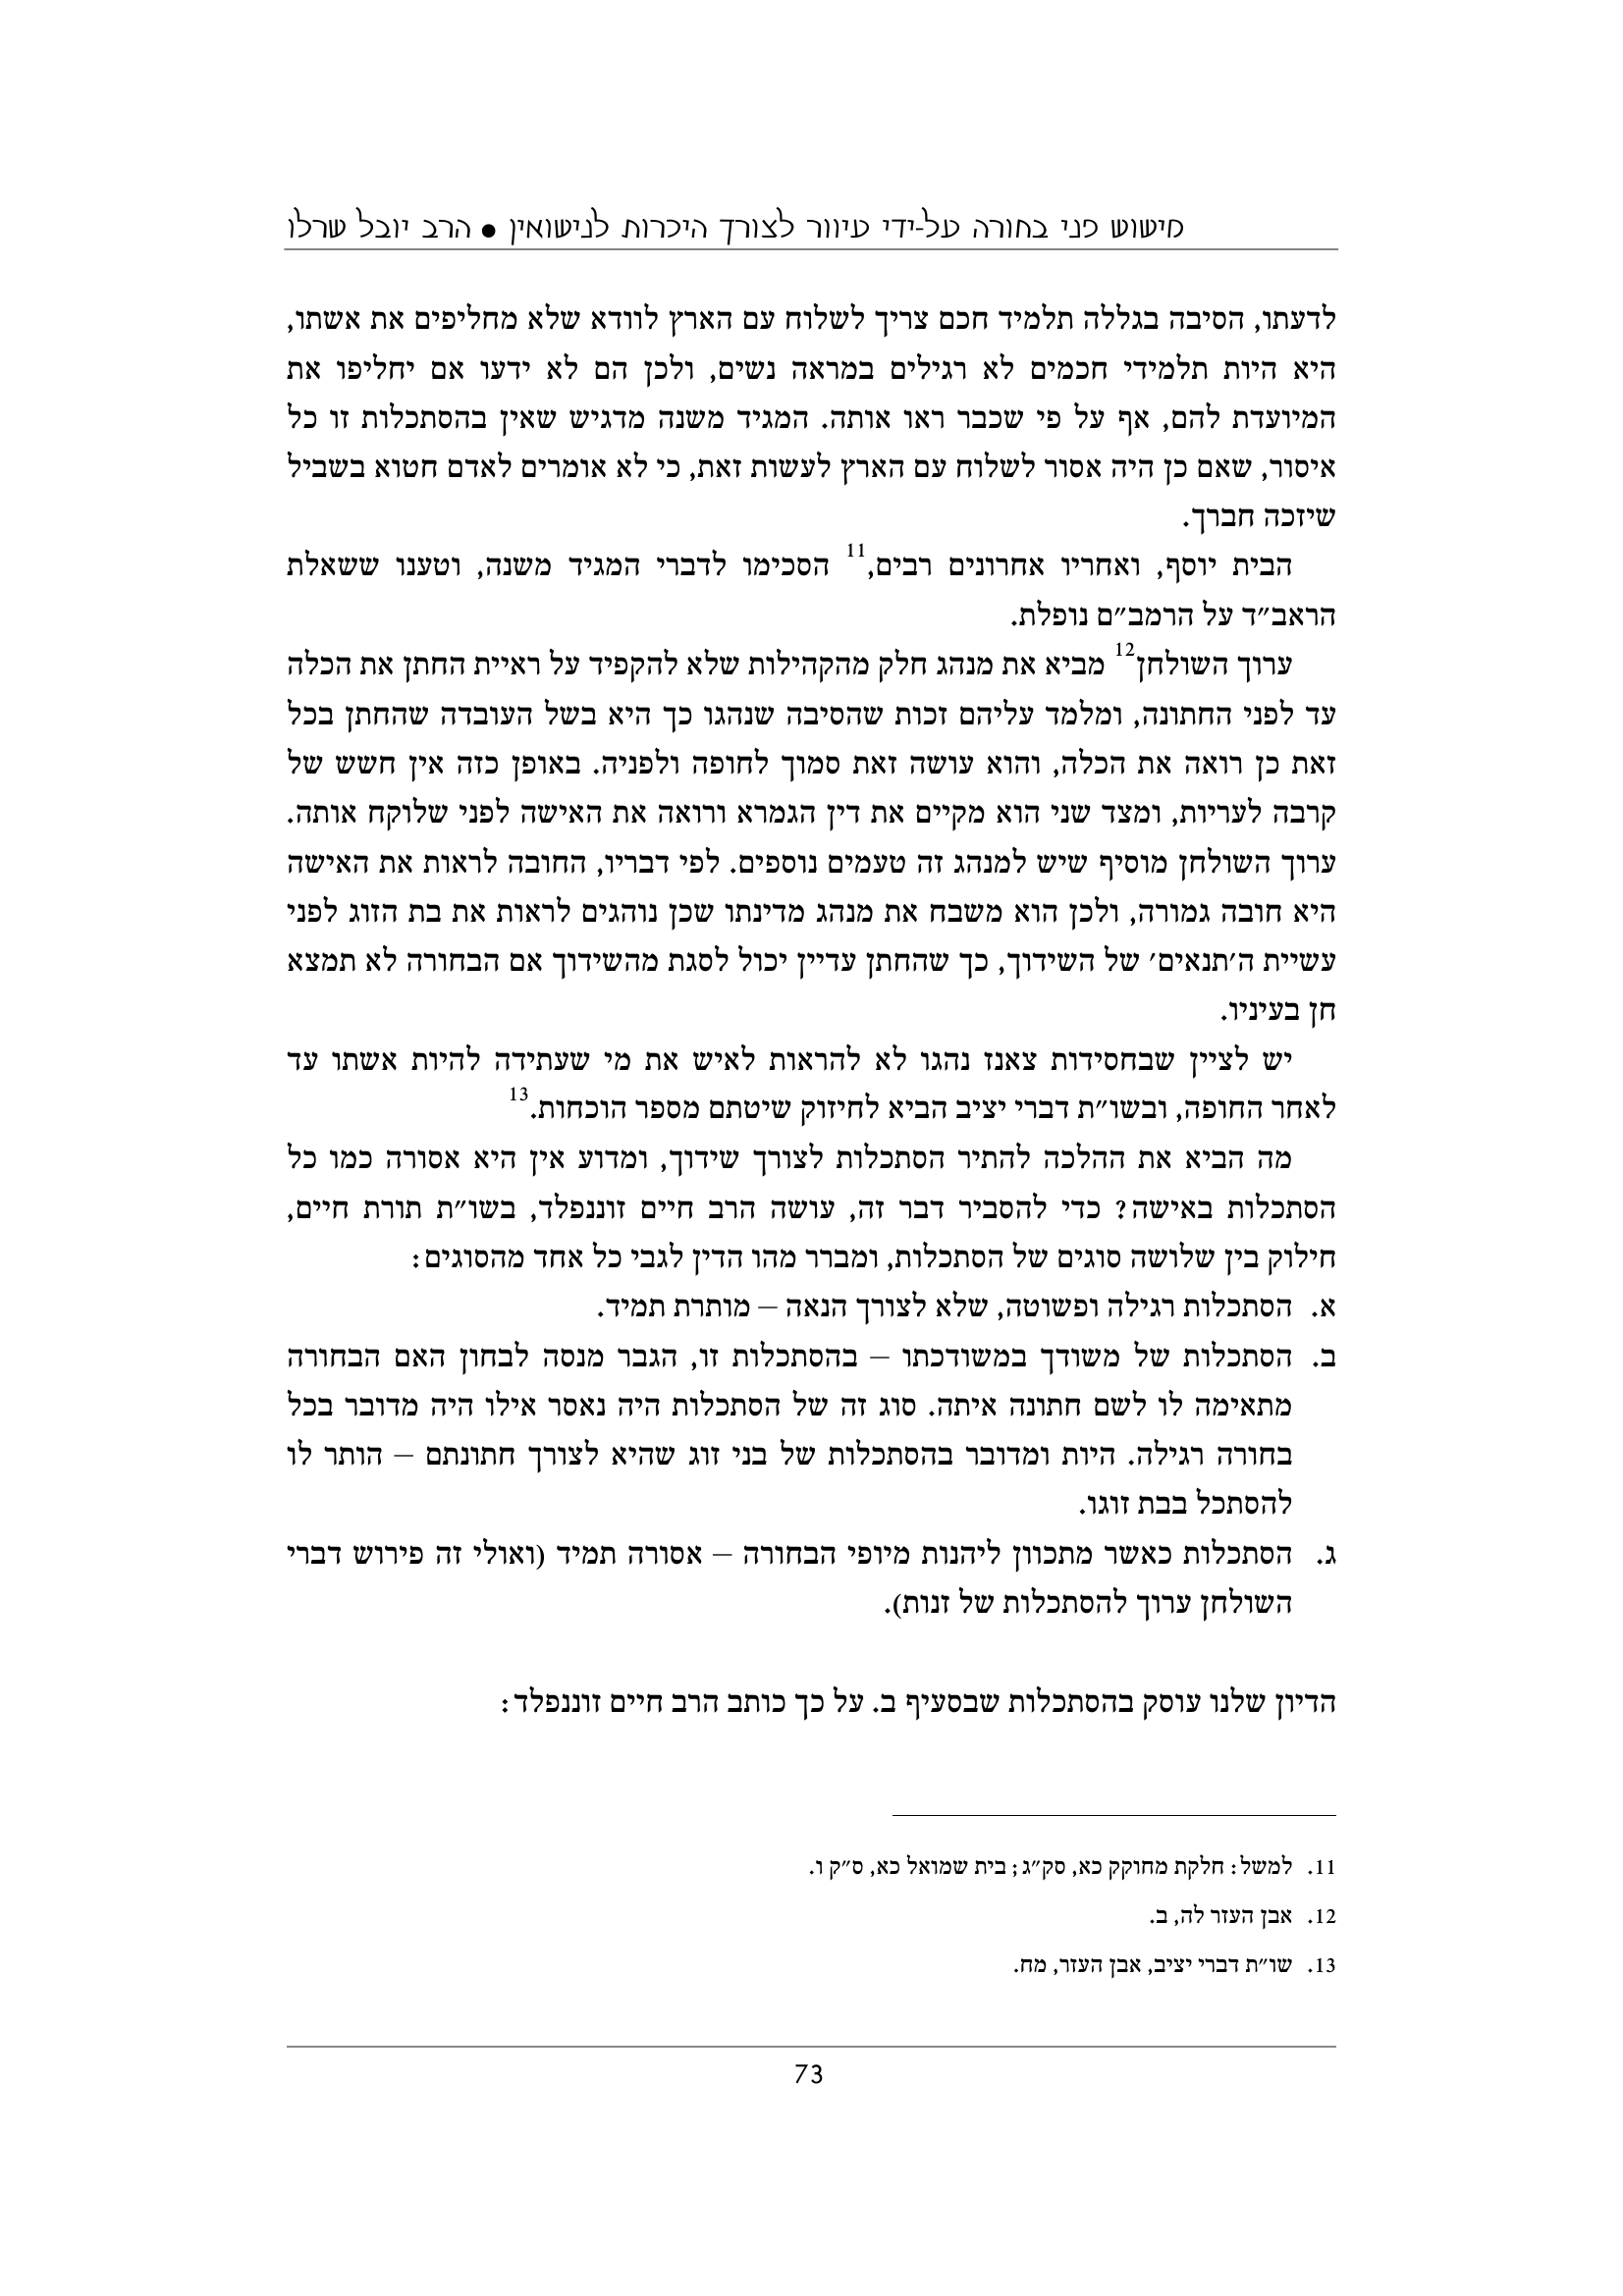 מישוש פני בחורה על-ידי עיוור לצורך היכרות לנישואין ● הרב יובל שרלו
לדעתו, הסיבה בגללה תלמיד חכם צריך לשלוח עם הארץ לוודא שלא מחליפים את אשתו,
היא היות תלמידי חכמים לא רגילים במראה נשים, ולכן הם לא ידעו אם יחליפו את
המיועדת להם, אף על פי שכבר ראו אותה. המגיד משנה מדגיש שאין בהסתכלות זו כל
איסור, שאם כן היה אסור לשלוח עם הארץ לעשות זאת, כי לא אומרים לאדם חטוא בשביל
שיזכה חברך.
הבית יוסף, ואחריו אחרונים רבים,11 הסכימו לדברי המגיד משנה, וטענו ששאלת
הראב״ד על הרמב״ם נופלת.
ערוך השולחן12 מביא את מנהג חלק מהקהילות שלא להקפיד על ראיית החתן את הכלה
עד לפני החתונה, ומלמד עליהם זכות שהסיבה שנהגו כך היא בשל העובדה שהחתן בכל
זאת כן רואה את הכלה, והוא עושה זאת סמוך לחופה ולפניה. באופן כזה אין חשש של
קרבה לעריות, ומצד שני הוא מקיים את דין הגמרא ורואה את האישה לפני שלוקח אותה.
ערוך השולחן מוסיף שיש למנהג זה טעמים נוספים. לפי דבריו, החובה לראות את האישה
היא חובה גמורה, ולכן הוא משבח את מנהג מדינתו שכן נוהגים לראות את בת הזוג לפני
עשיית ה׳תנאים׳ של השידוך, כך שהחתן עדיין יכול לסגת מהשידוך אם הבחורה לא תמצא
חן בעיניו.
יש לציין שבחסידות צאנז נהגו לא להראות לאיש את מי שעתידה להיות אשתו עד
לאחר החופה, ובשו״ת דברי יציב הביא לחיזוק שיטתם מספר הוכחות.13
מה הביא את ההלכה להתיר הסתכלות לצורך שידוך, ומדוע אין היא אסורה כמו כל
הסתכלות באישה? כדי להסביר דבר זה, עושה הרב חיים זוננפלד, בשו״ת תורת חיים,
חילוק בין שלושה סוגים של הסתכלות, ומברר מהו הדין לגבי כל אחד מהסוגים:
א. הסתכלות רגילה ופשוטה, שלא לצורך הנאה – מותרת תמיד.
ב. הסתכלות של משודך במשודכתו – בהסתכלות זו, הגבר מנסה לבחון האם הבחורה
מתאימה לו לשם חתונה איתה. סוג זה של הסתכלות היה נאסר אילו היה מדובר בכל
בחורה רגילה. היות ומדובר בהסתכלות של בני זוג שהיא לצורך חתונתם – הותר לו
להסתכל בבת זוגו.
ג. הסתכלות כאשר מתכוון ליהנות מיופי הבחורה – אסורה תמיד (ואולי זה פירוש דברי
השולחן ערוך להסתכלות של זנות).
הדיון שלנו עוסק בהסתכלות שבסעיף ב. על כך כותב הרב חיים זוננפלד:
11. למשל: חלקת מחוקק כא, סק״ג; בית שמואל כא, ס״ק ו.
12. אבן העזר לה, ב.
13. שו״ת דברי יציב, אבן העזר, מח.
73